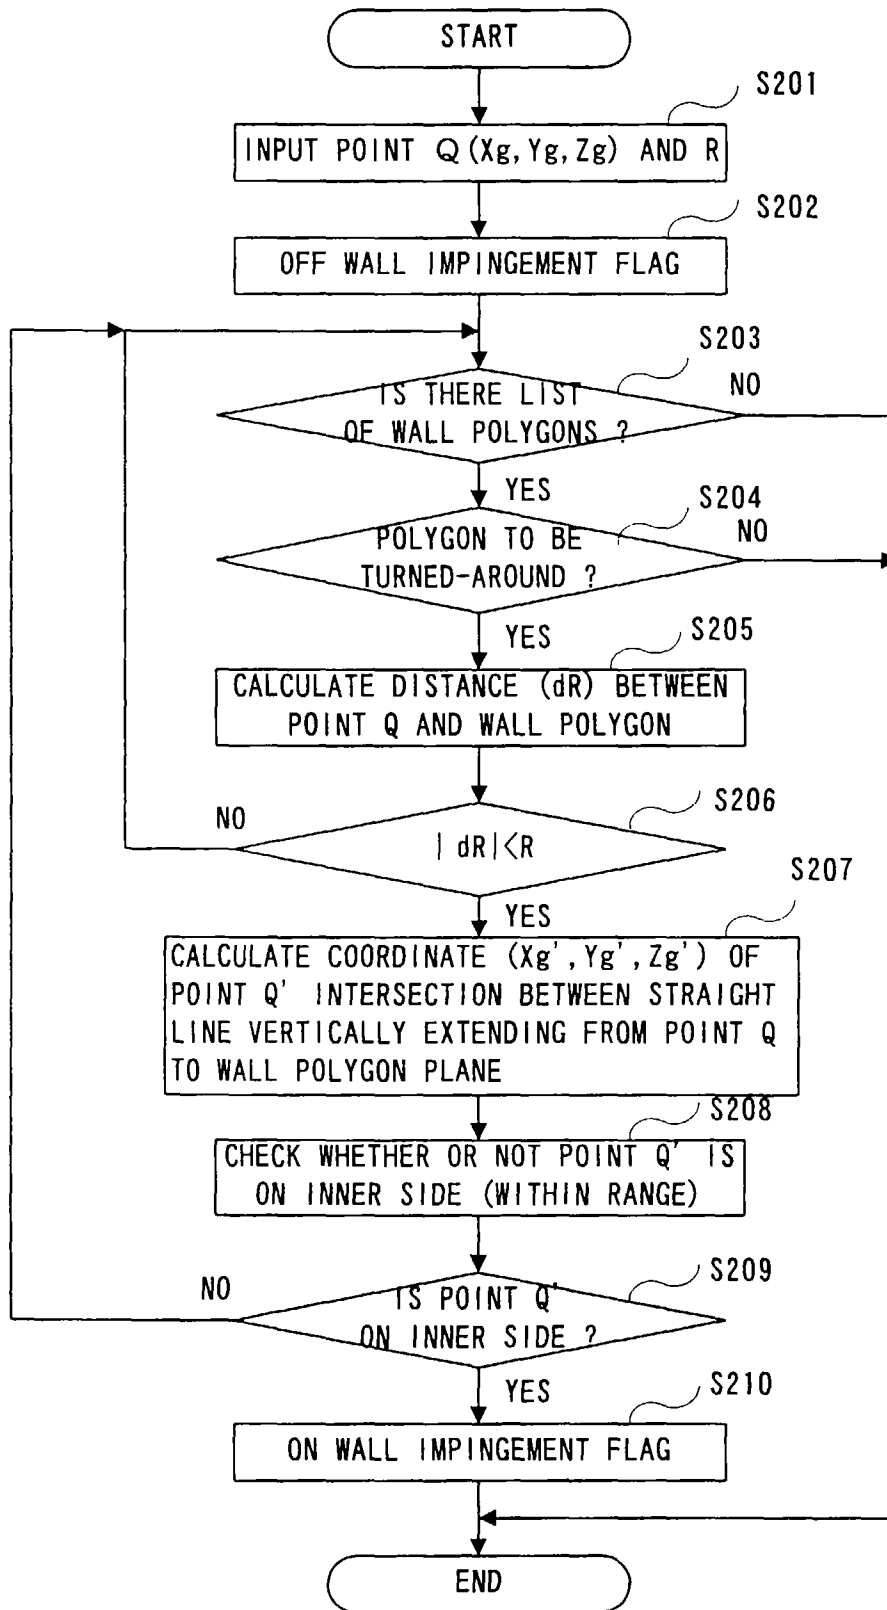 START
S201
INPUT POINT Q(Xg,Yg,Zg) AND R
S202
OFF WALL IMPINGEMENT FLAG
S203
IS THERE LIST
OF WALL POLYGONS ?
NO
YES
S204
POLYGON TO BE
TURNED-AROUND ?
NO
YES
S205
CALCULATE DISTANCE (dR) BETWEEN
POINT Q AND WALL POLYGON
S206
NO
| dR|<R
YES
S207
CALCULATE COORDINATE (Xg',Yg',Zg') OF
POINT Q' INTERSECTION BETWEEN STRAIGHT
LINE VERTICALLY EXTENDING FROM POINT Q
TO WALL POLYGON PLANE
S208
CHECK WHETHER OR NOT POINT Q' IS
ON INNER SIDE (WITHIN RANGE)
S209
NO
IS POINT Q'
ON INNER SIDE ?
YES
S210
ON WALL IMPINGEMENT FLAG
END